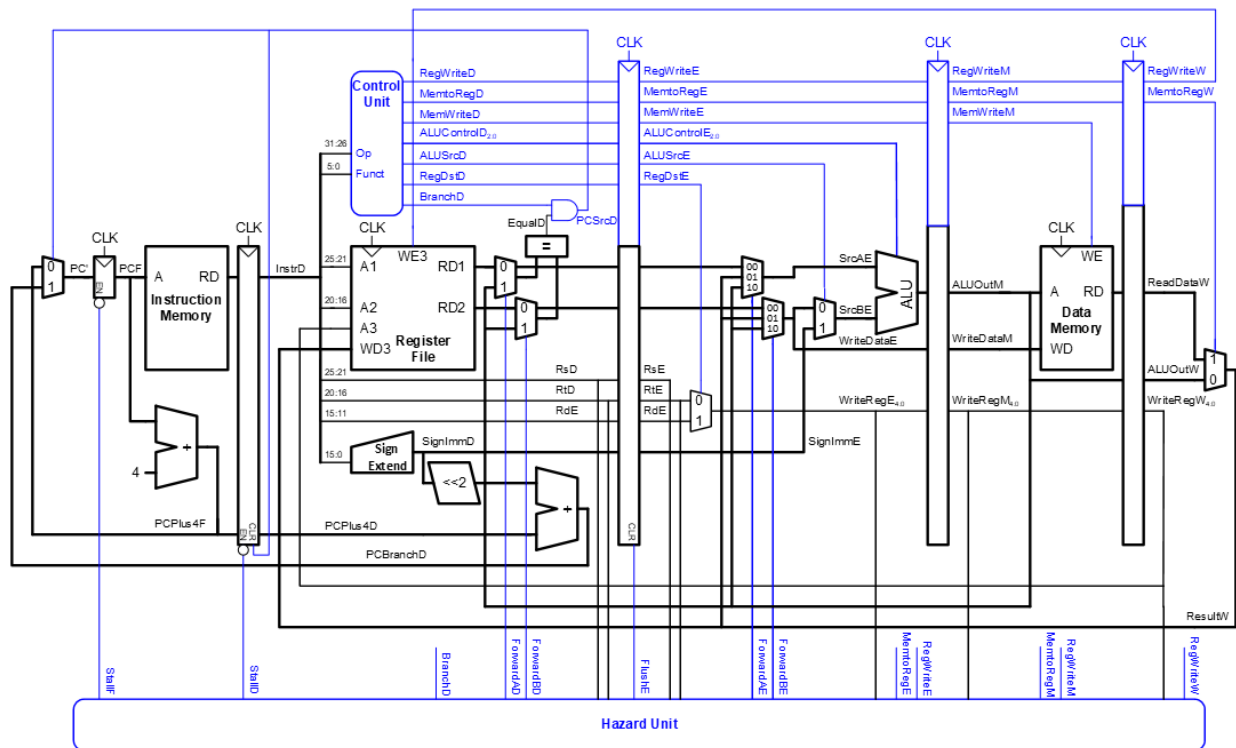 CLK CLK CLK
RegWriteD RegWriteE RegWriteM RegWriteW
Control Unit
MemtoRegD MemtoRegE MemtoRegM MemtoRegW
MemWriteD MemWriteE MemWriteM
ALUControlD2:0 ALUControlE2:0
31:26 Op ALUSrcD ALUSrcE
5:0 Funct RegDstD RegDstE
BranchD
EqualD PCSrcD
CLK CLK CLK
WE3 = WE
0 1 PC' PCF A RD InstrD 25:21 A1 RD1 0 1 00 01 10 SrcAE
EN Instruction Memory
20:16 A2 RD2 0 1 00 01 10 0 1 SrcBE ALU ALUOutM A RD ReadDataW
A3 Register File
WD3 WriteDataE WriteDataM Data Memory WD
1 0
25:21 RsD RsE ALUOutW
20:16 RtD RtE 0 1
15:11 RdD RdE WriteRegE4:0 WriteRegM4:0 WriteRegW4:0
+ 4
15:0 Sign Extend SignImmD SignImmE
<<2
+
PCPlus4F EN CLR PCPlus4D CLR
PCBranchD
ResultW
StallF StallD BranchD ForwardAD ForwardBD FlushE ForwardAE ForwardBE MemtoRegE RegWriteE MemtoRegM RegWriteM RegWriteW
Hazard Unit